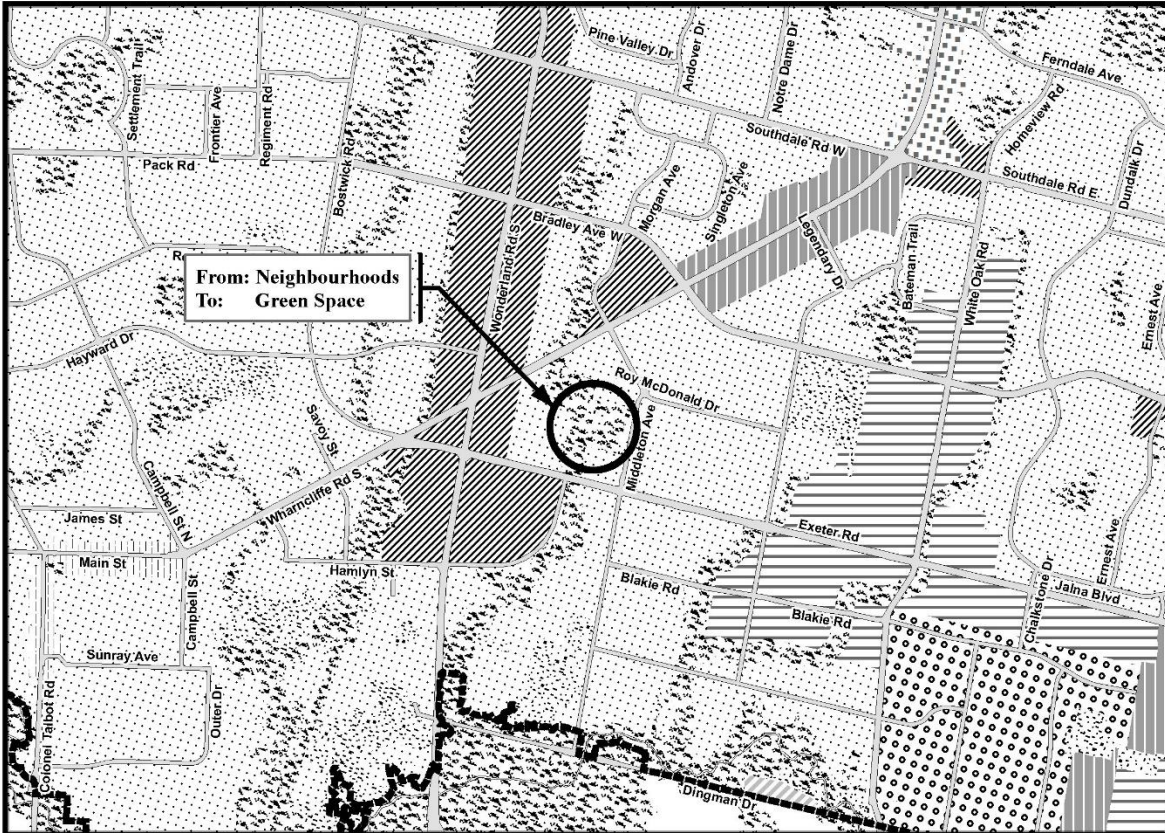 Pine Valley Dr
Andover Dr
Notre Dame Dr
Ferndale Ave
Homeview Rd
Settlement Trail
Frontier Ave
Regiment Rd
Pack Rd
Bostwick Rd
Southdale Rd W
Southdale Rd E
Dundalk Dr
Morgan Ave
Singleton Ave
Bradley Ave W
Wonderland Rd S
Legendary Dr
Bateman Trail
White Oak Rd
Ernest Ave
From: Neighbourhoods
To: Green Space
Hayward Dr
Roy McDonald Dr
Savoy St
Middleton Ave
Campbell St N
Wharncliffe Rd S
James St
Main St
Hamlyn St
Exeter Rd
Blakie Rd
Blakie Rd
Chalkstone Dr
Ernest Ave
Jalna Blvd
Campbell St
Sunray Ave
Outer Dr
Colonel Talbot Rd
Dingman Dr